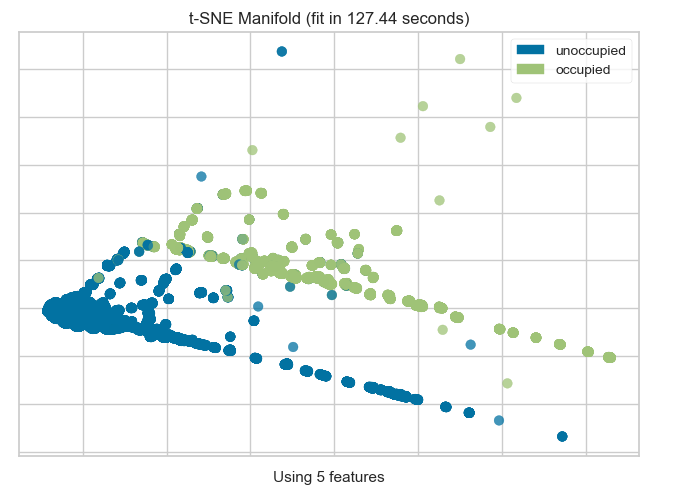 t-SNE Manifold (fit in 127.44 seconds)
unoccupied
occupied
Using 5 features